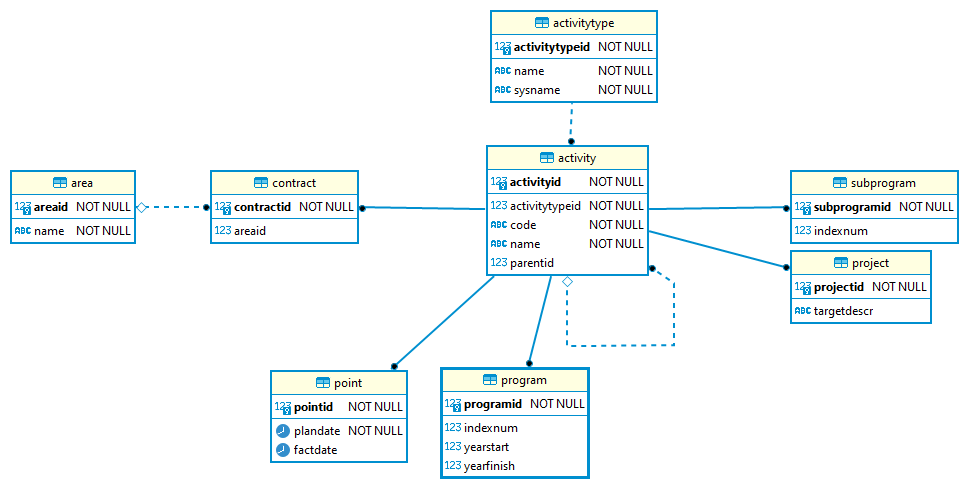 activitytype
123 activitytypeid NOT NULL
ABC name NOT NULL
ABC sysname NOT NULL
area
123 areaid NOT NULL
ABC name NOT NULL
contract
123 contractid NOT NULL
123 areaid
activity
123 activityid NOT NULL
123 activitytypeid NOT NULL
ABC code NOT NULL
ABC name NOT NULL
123 parentid
subprogram
123 subprogramid NOT NULL
123 indexnum
project
123 projectid NOT NULL
ABC targetdescr
point
123 pointid NOT NULL
plandate NOT NULL
factdate
program
123 programid NOT NULL
123 indexnum
123 yearstart
123 yearfinish